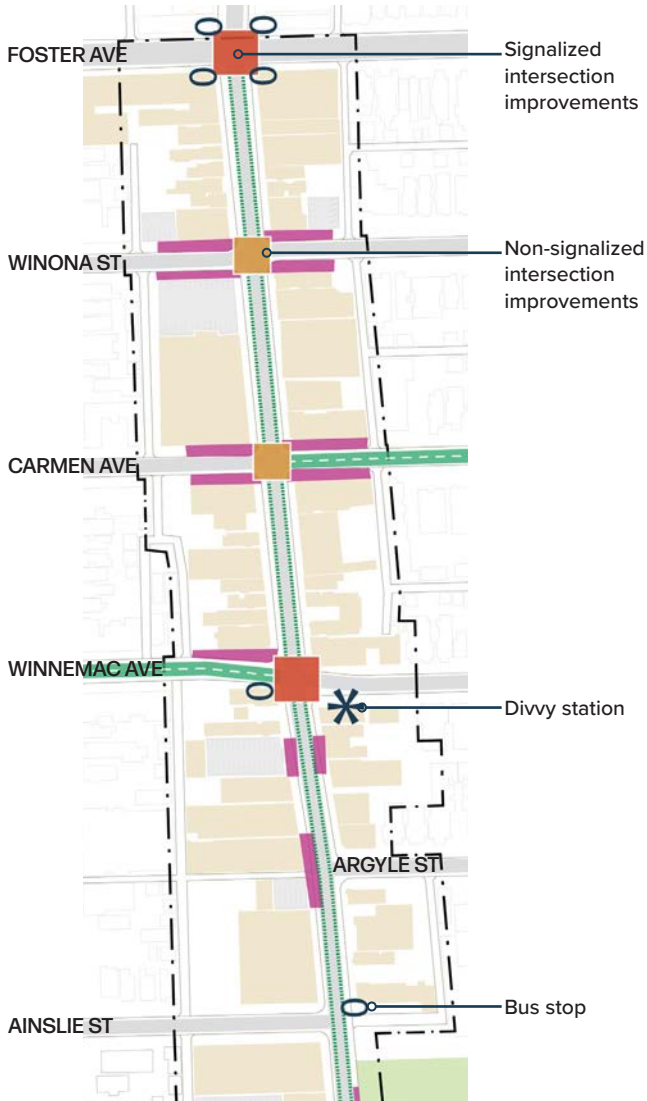 FOSTER AVE
Signalized
intersection
improvements
WINONA ST
Non-signalized
intersection
improvements
CARMEN AVE
WINNEMAC AVE
Divvy station
ARGYLE ST
Bus stop
AINSLIE ST